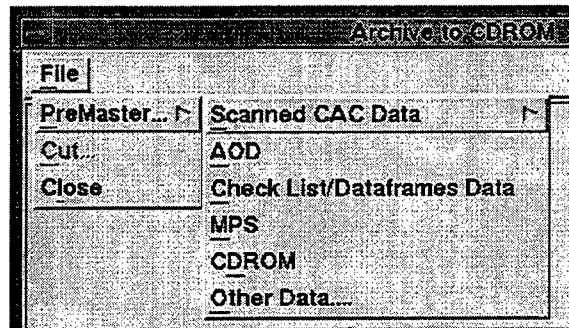 Archive to CDROM
File
PreMaster...
Cut...
Close
Scanned CAC Data
AOD
Check List/Dataframes Data
MPS
CDROM
Other Data....